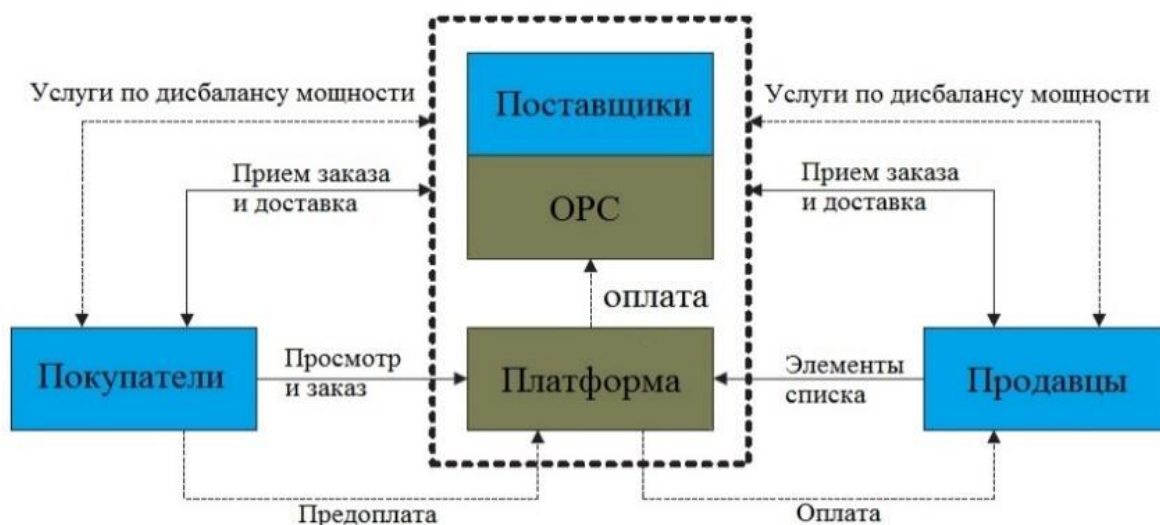 Услуги по дисбалансу мощности
Поставщики
Услуги по дисбалансу мощности
Прием заказа
и доставка
ОРС
Прием заказа
и доставка
оплата
Покупатели
Просмотр
и заказ
Платформа
Элементы
списка
Продавцы
Предоплата
Оплата